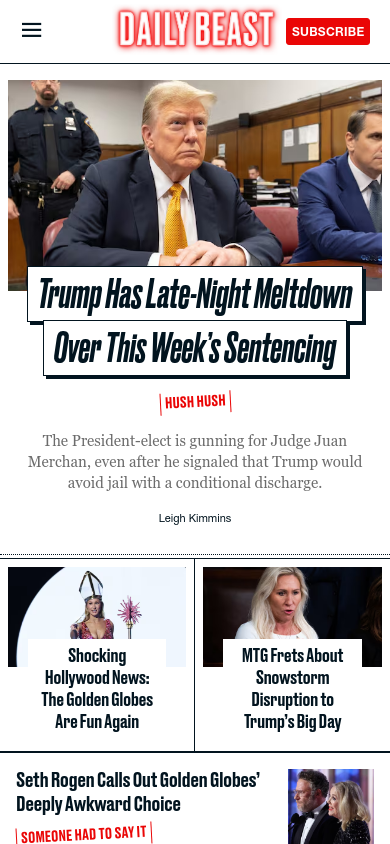 DAILY BEAST
SUBSCRIBE
Trump Has Late-Night Meltdown
Over This Week's Sentencing
HUSH HUSH
The President-elect is gunning for Judge Juan
Merchan, even after he signaled that Trump would
avoid jail with a conditional discharge.
Leigh Kimmins
Shocking
Hollywood News:
The Golden Globes
Are Fun Again
MTG Frets About
Snowstorm
Disruption to
Trump's Big Day
Seth Rogen Calls Out Golden Globes'
Deeply Awkward Choice
SOMEONE HAD TO SAY IT